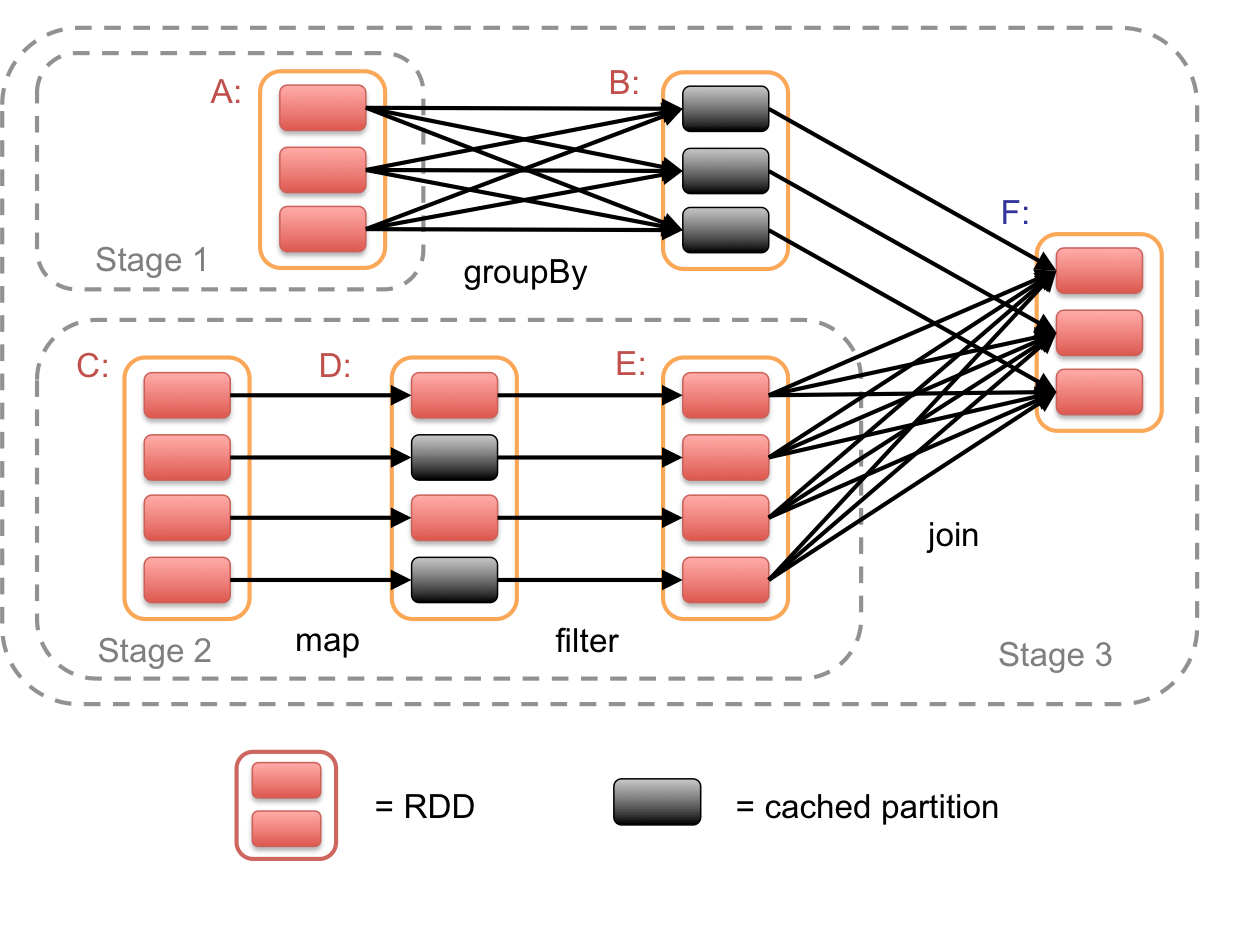 A:
B:
Stage 1
groupBy
F:
C:
D:
E:
join
Stage 2
map
filter
Stage 3
= RDD
= cached partition